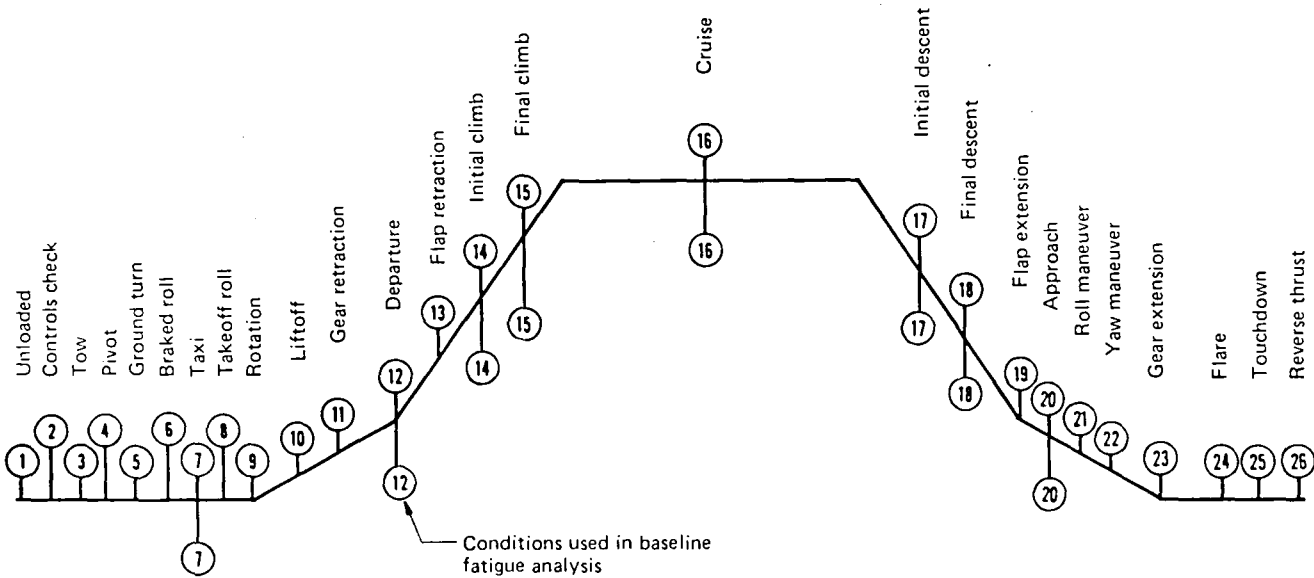 Unloaded
Controls check
Tow
Pivot
Ground turn
Braked roll
Taxi
Takeoff roll
Rotation
Liftoff
Gear retraction
Departure
Flap retraction
Initial climb
Final climb
Cruise
Initial descent
Final descent
Flap extension
Approach
Roll maneuver
Yaw maneuver
Gear extension
Flare
Touchdown
Reverse thrust
1
2
3
4
5
6
7
8
9
10
11
12
13
14
15
16
17
18
19
20
21
22
23
24
25
26
7
12
14
15
16
17
18
20
Conditions used in baseline
fatigue analysis